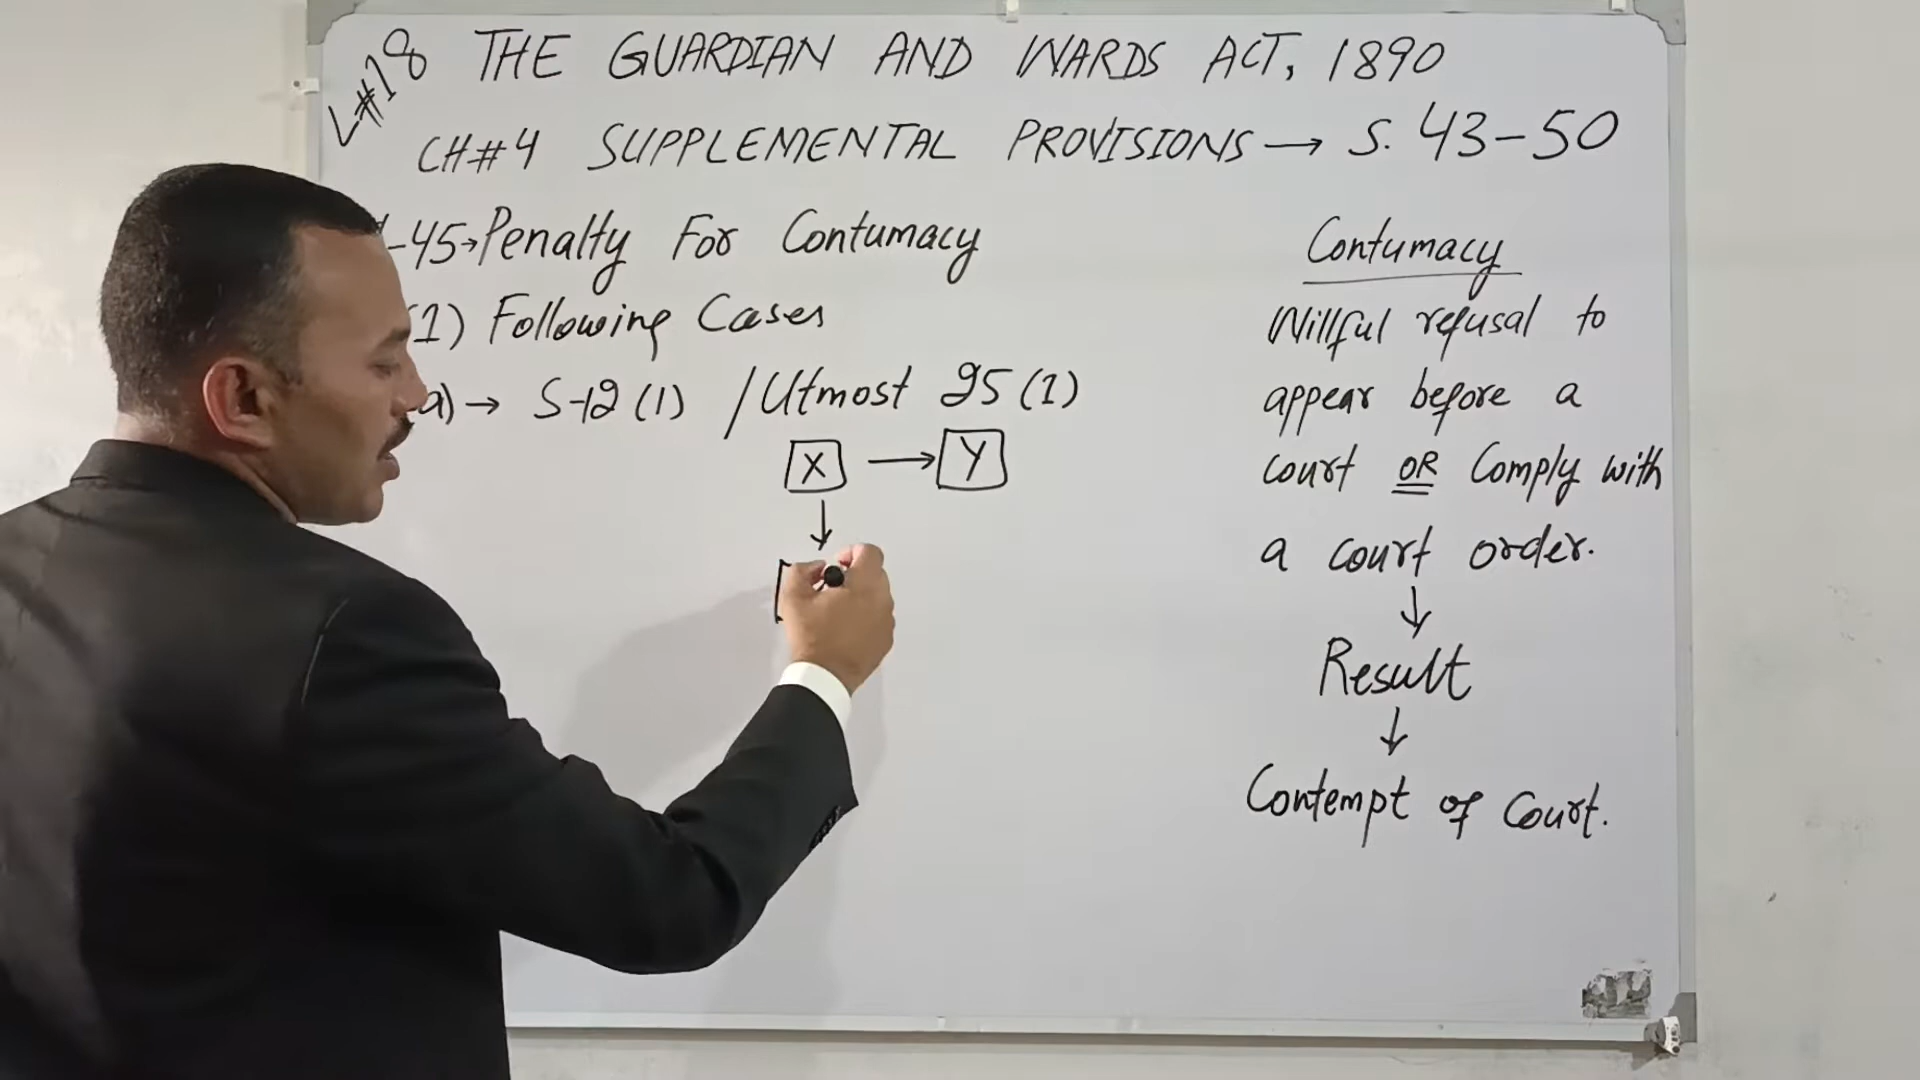 L#18 THE GUARDIAN AND WARDS ACT, 1890
CH#4 SUPPLEMENTAL PROVISIONS → S. 43-50
-45→Penalty For Contumacy
(1) Following Cases
a) → S-12(1) / Utmost 25(1)
X → Y
↓
Contumacy
Willful refusal to
appear before a
court OR Comply with
a court order.
↓
Result
↓
Contempt of Court.